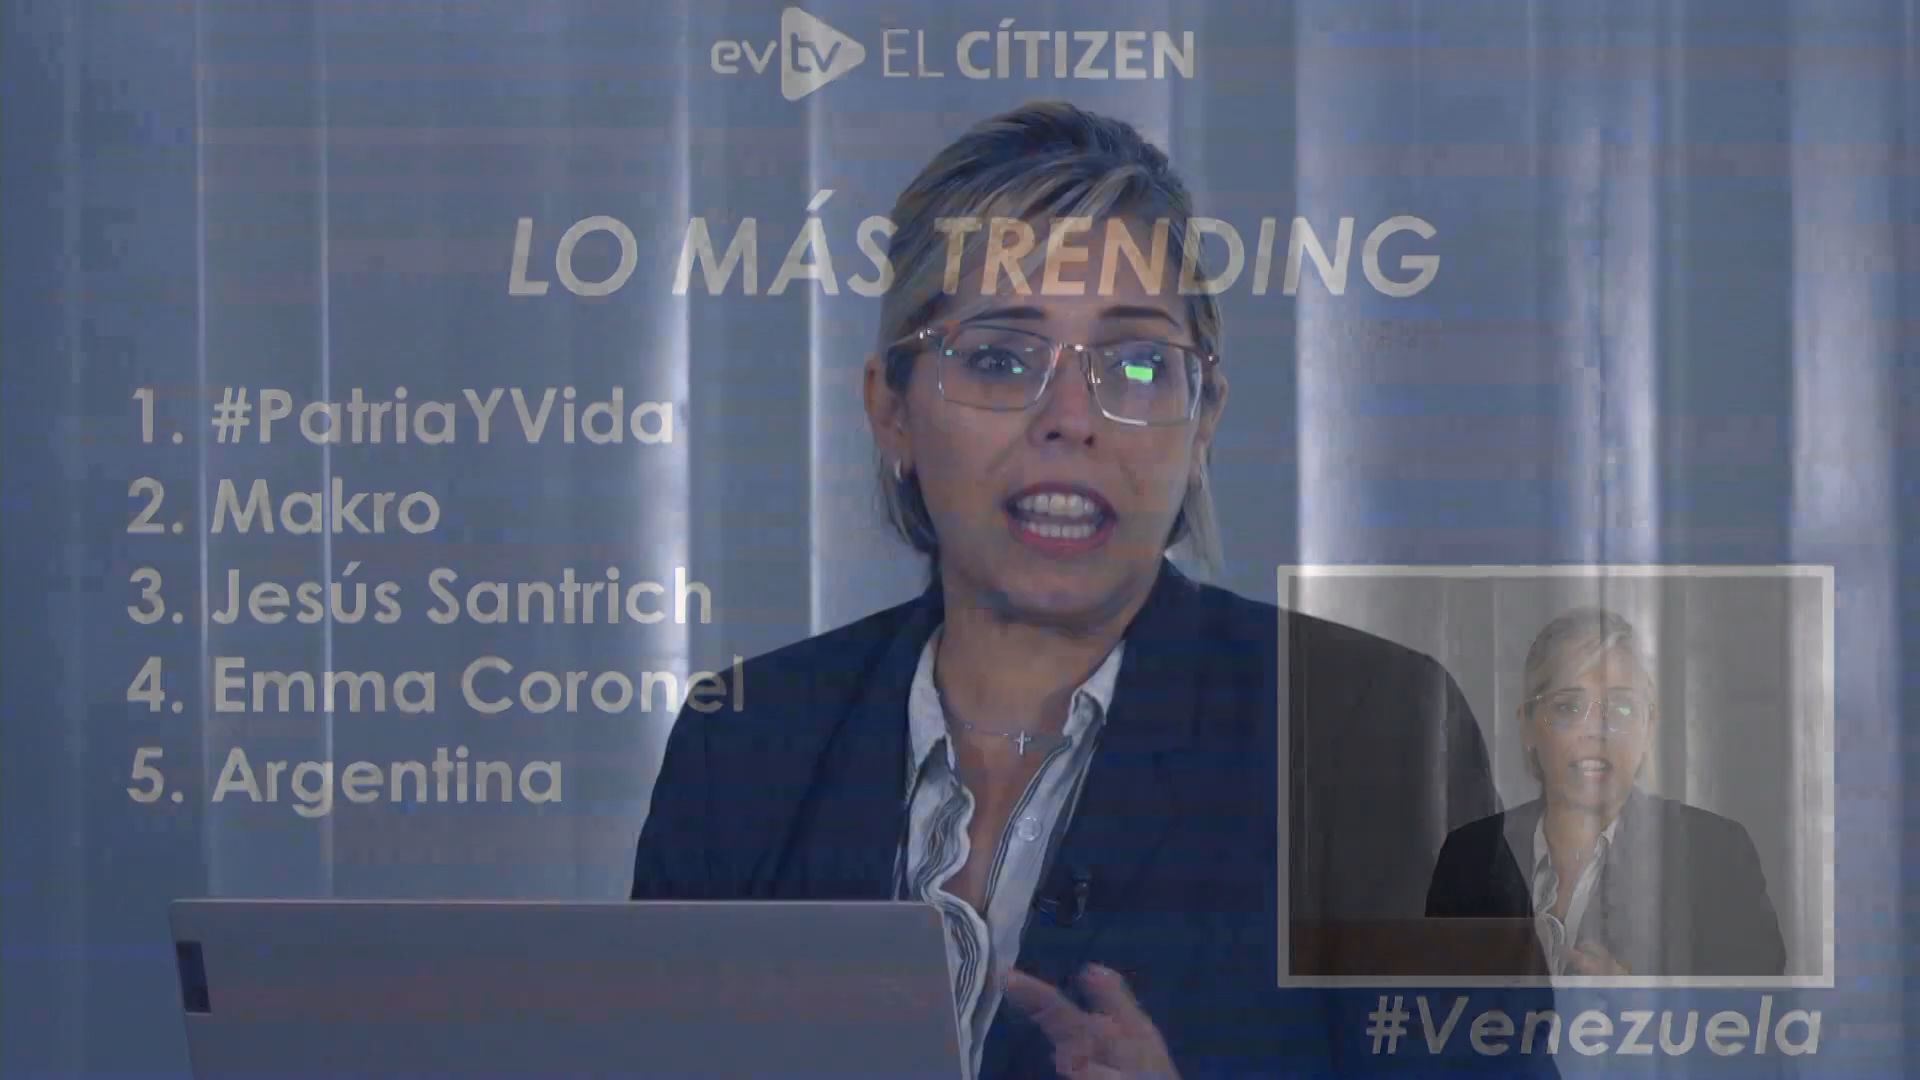 evtv EL CÍTIZEN
LO MÁS TRENDING
1. #PatriaYVida
2. Makro
3. Jesús Santrich
4. Emma Coronel
5. Argentina
#Venezuela